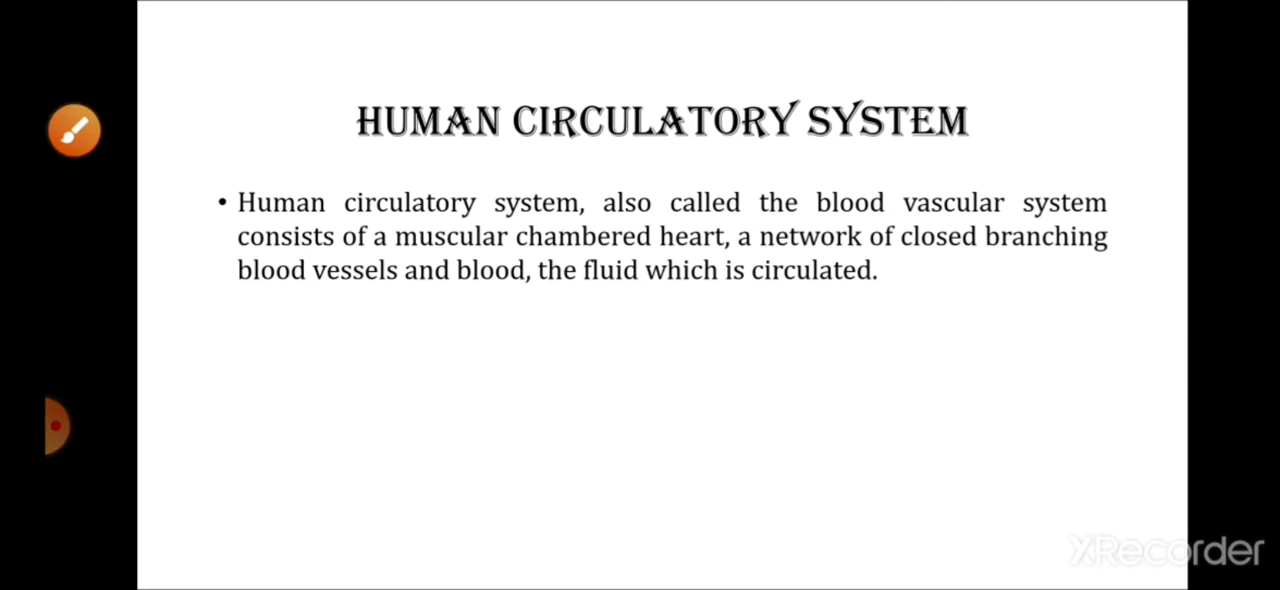 HUMAN CIRCULATORY SYSTEM
• Human circulatory system, also called the blood vascular system
consists of a muscular chambered heart, a network of closed branching
blood vessels and blood, the fluid which is circulated.
XRecorder